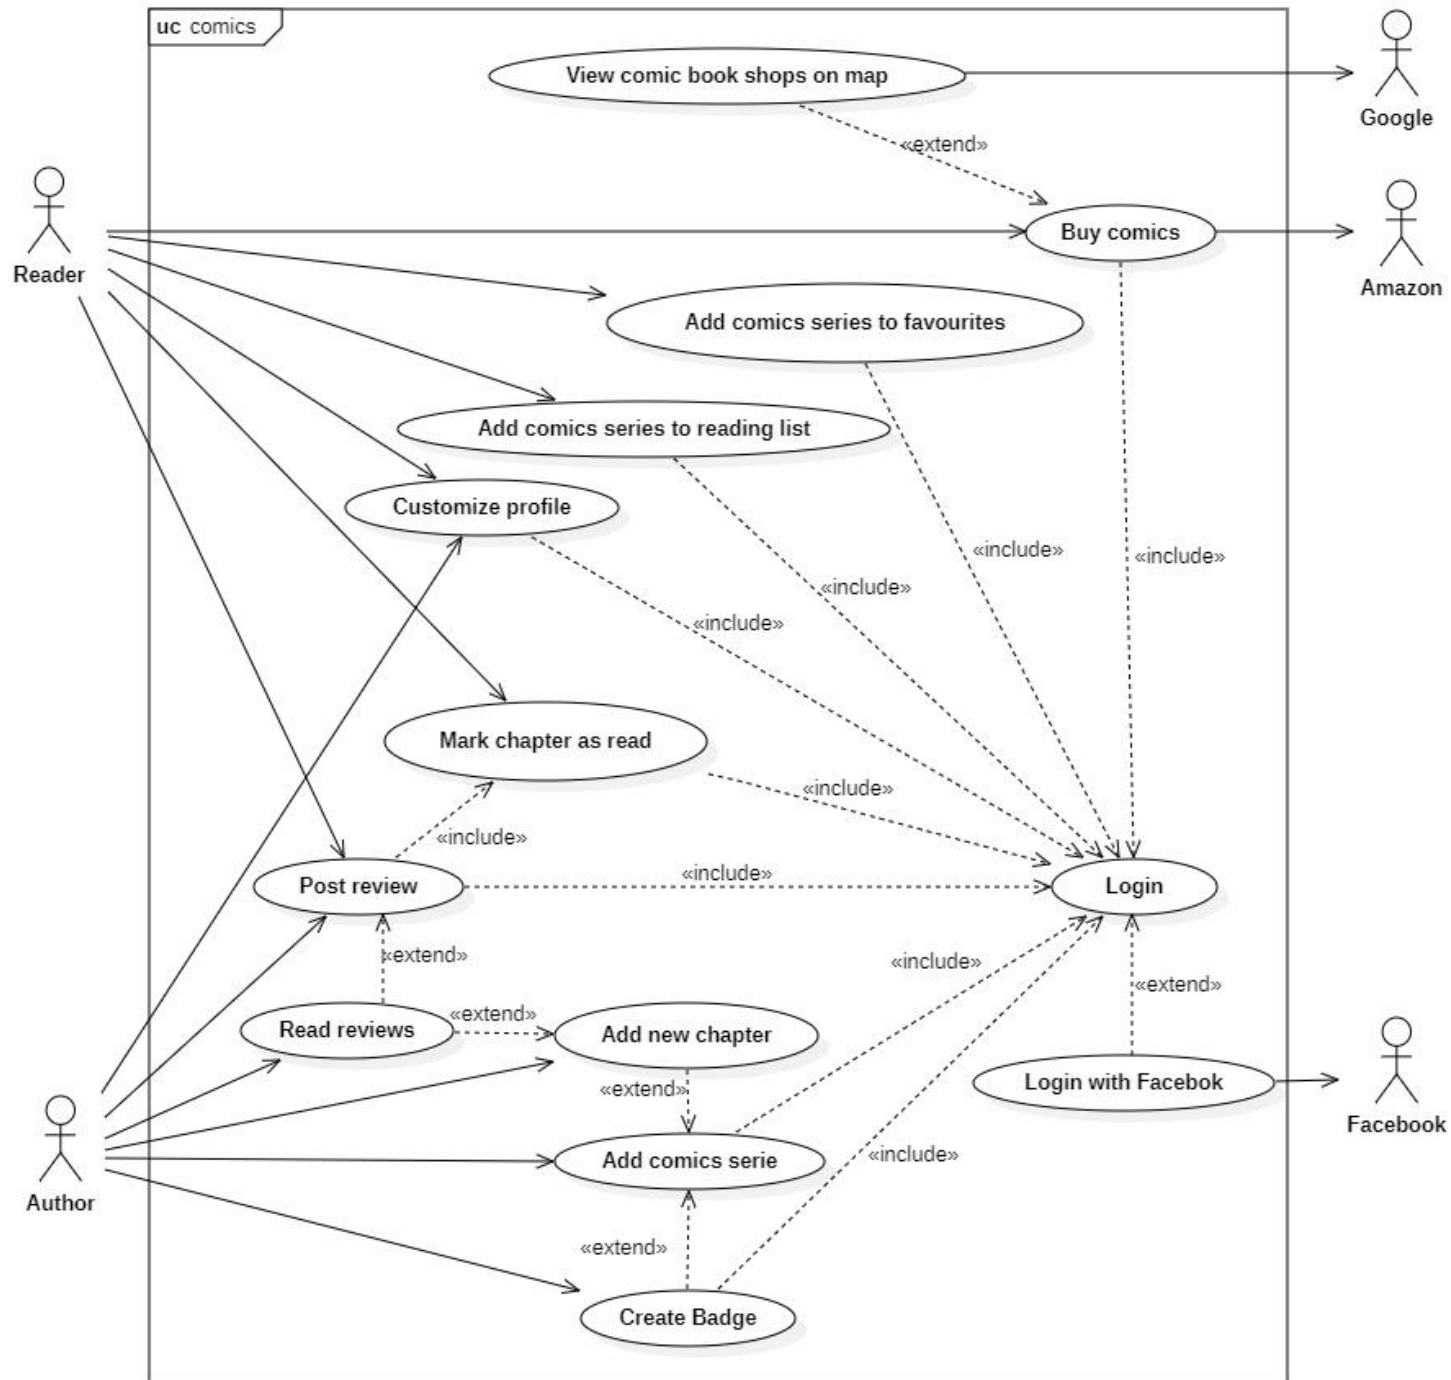 uc comics
View comic book shops on map
Google
«extend»
Reader
Buy comics
Amazon
Add comics series to favourites
Add comics series to reading list
Customize profile
«include»
«include»
«include»
«include»
Mark chapter as read
«include»
«include»
Post review
«include»
Login
«extend»
«include»
«extend»
Read reviews
«extend»
Add new chapter
«extend»
Login with Facebok
Facebook
Author
Add comics serie
«include»
«extend»
Create Badge